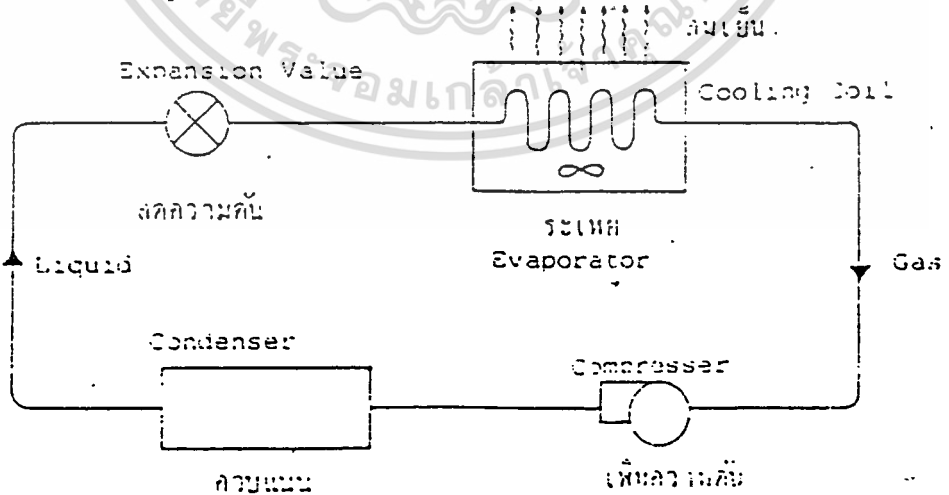 ลมเย็น
Expansion Value
Cooling Coil
ลดความดัน
ระเหย
Evaporator
Liquid
Gas
Condenser
Compresser
ควบแน่น
เพิ่มความดัน